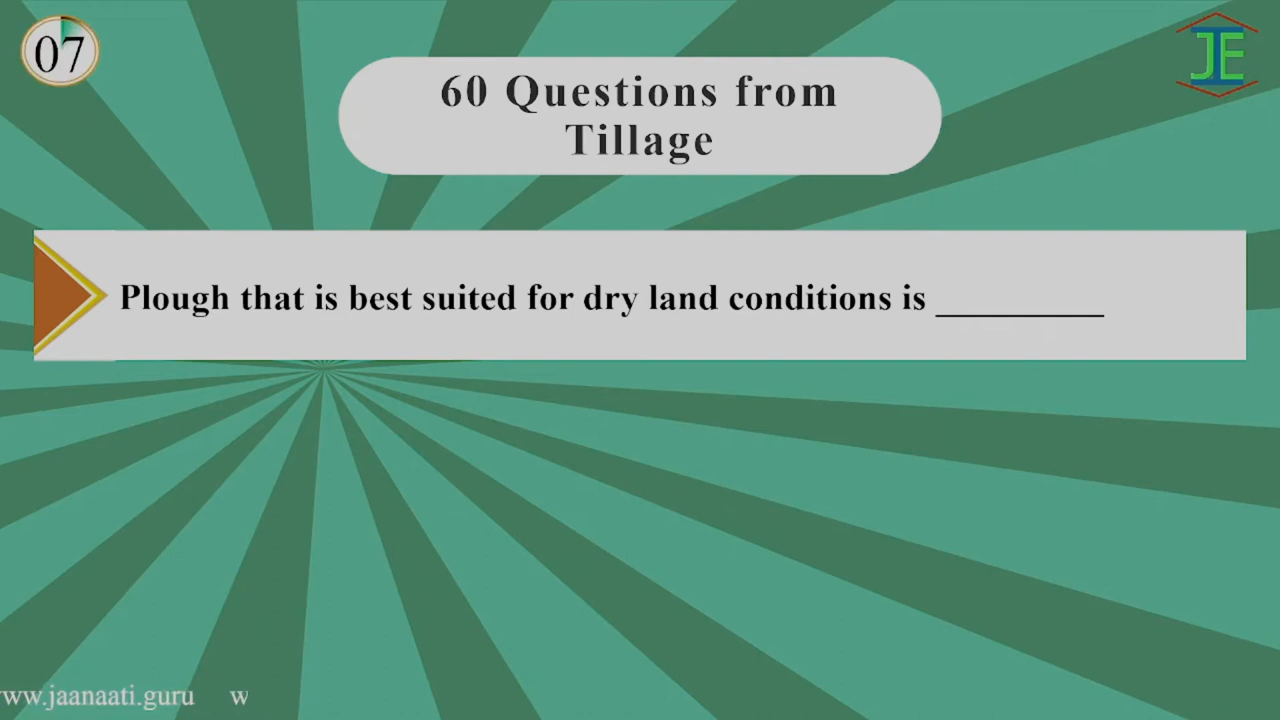 07
JE
60 Questions from
Tillage
Plough that is best suited for dry land conditions is __________
ww.jaanaati.guru w